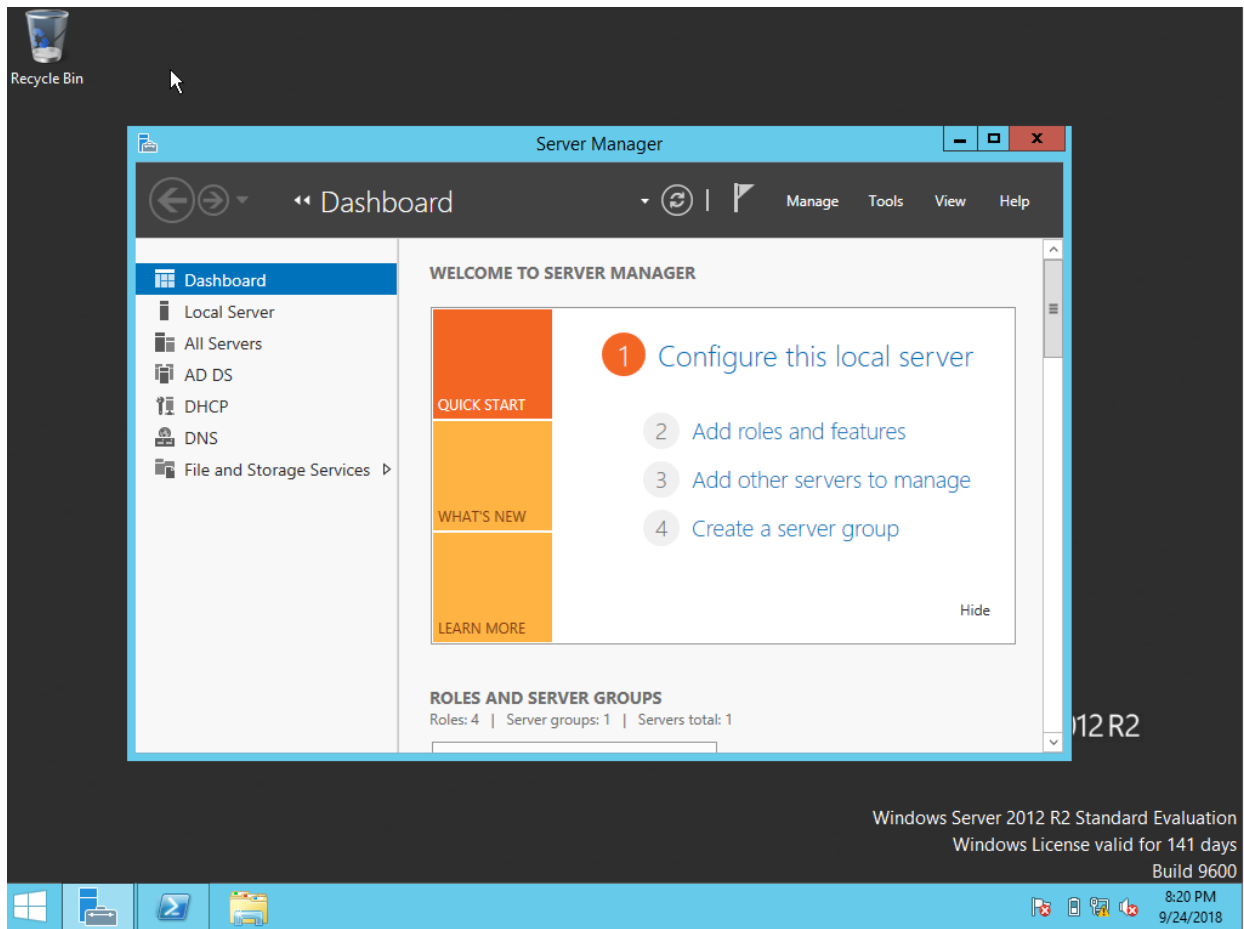 Recycle Bin
Server Manager
Dashboard
Manage Tools View Help
Dashboard
Local Server
All Servers
AD DS
DHCP
DNS
File and Storage Services
WELCOME TO SERVER MANAGER
QUICK START
WHAT'S NEW
LEARN MORE
1 Configure this local server
2 Add roles and features
3 Add other servers to manage
4 Create a server group
Hide
ROLES AND SERVER GROUPS
Roles: 4 | Server groups: 1 | Servers total: 1
012 R2
Windows Server 2012 R2 Standard Evaluation
Windows License valid for 141 days
Build 9600
8:20 PM
9/24/2018